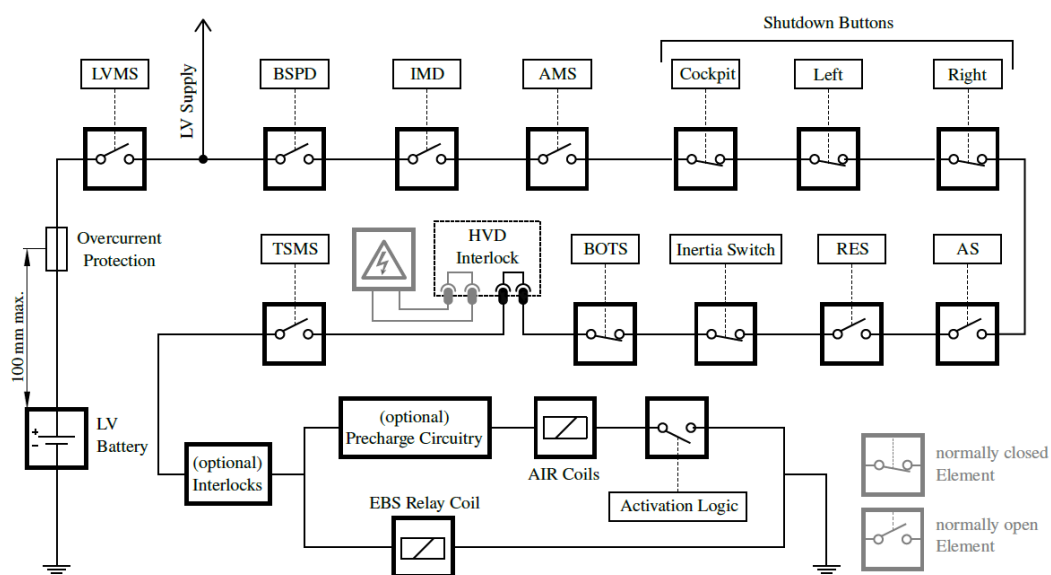 Shutdown Buttons
LVMS
BSPD
IMD
AMS
Cockpit
Left
Right
LV Supply
Overcurrent
Protection
100 mm max.
TSMS
HVD
Interlock
BOTS
Inertia Switch
RES
AS
+
-
LV
Battery
(optional)
Interlocks
(optional)
Precharge Circuitry
AIR Coils
Activation Logic
EBS Relay Coil
normally closed
Element
normally open
Element